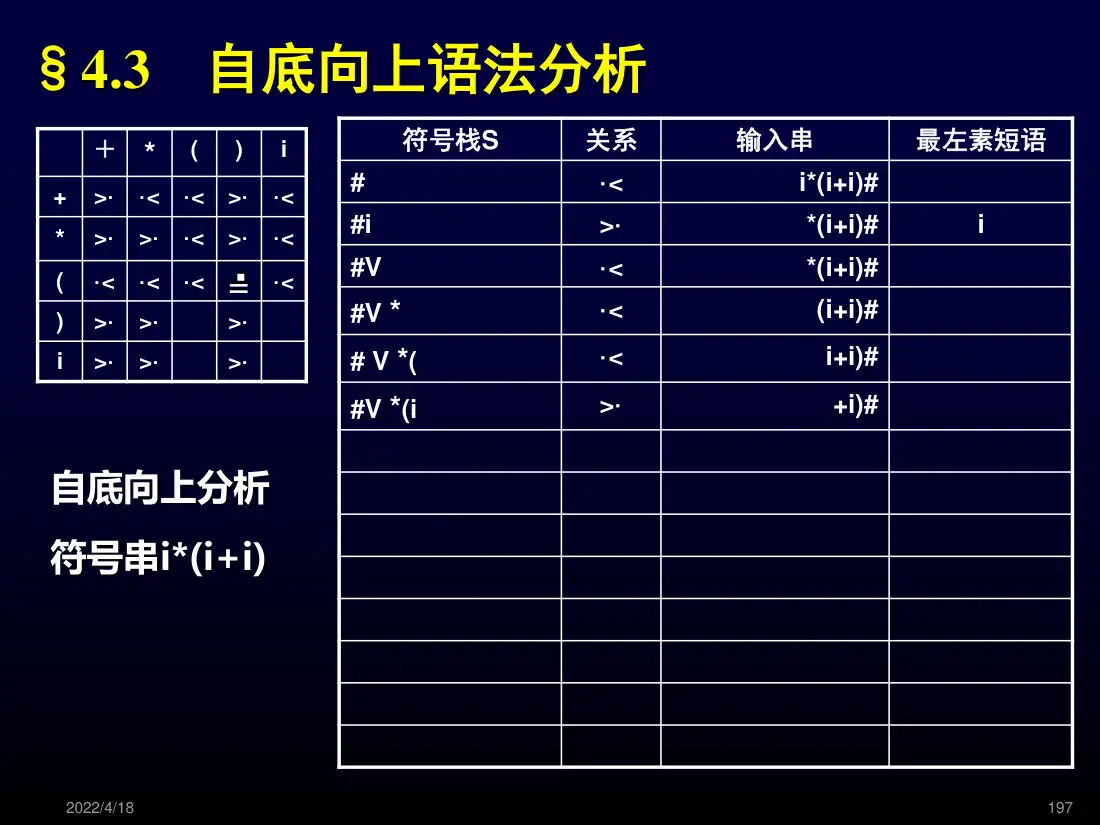 §4.3 自底向上语法分析
＋ * ( ) i
+ >· ·< ·< >· ·<
* >· >· ·< >· ·<
( ·< ·< ·< ≐ ·<
) >· >· >·
i >· >· >·
符号栈S 关系 输入串 最左素短语
# ·< i*(i+i)#
#i >· *(i+i)# i
#V ·< *(i+i)#
#V * ·< (i+i)#
# V *( ·< i+i)#
#V *(i >· +i)#
自底向上分析
符号串i*(i+i)
2022/4/18
197